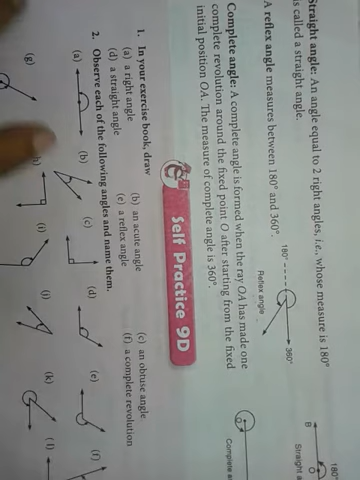 Straight angle: An angle equal to 2 right angles, i.e., whose measure is 180°
is called a straight angle.
180°
B
O
Straight a
A reflex angle measures between 180° and 360°.
180°
360°
Reflex angle
Complete angle: A complete angle is formed when the ray OA has made one
complete revolution around the fixed point O after starting from the fixed
initial position OA. The measure of complete angle is 360°.
O
Complete a
Self Practice 9D
1. In your exercise book, draw
(a) a right angle
(b) an acute angle
(c) an obtuse angle
(d) a straight angle
(e) a reflex angle
(f) a complete revolution
2. Observe each of the following angles and name them.
(a)
(b)
(c)
(d)
(e)
(f)
(g)
(i)
(j)
(k)
(l)